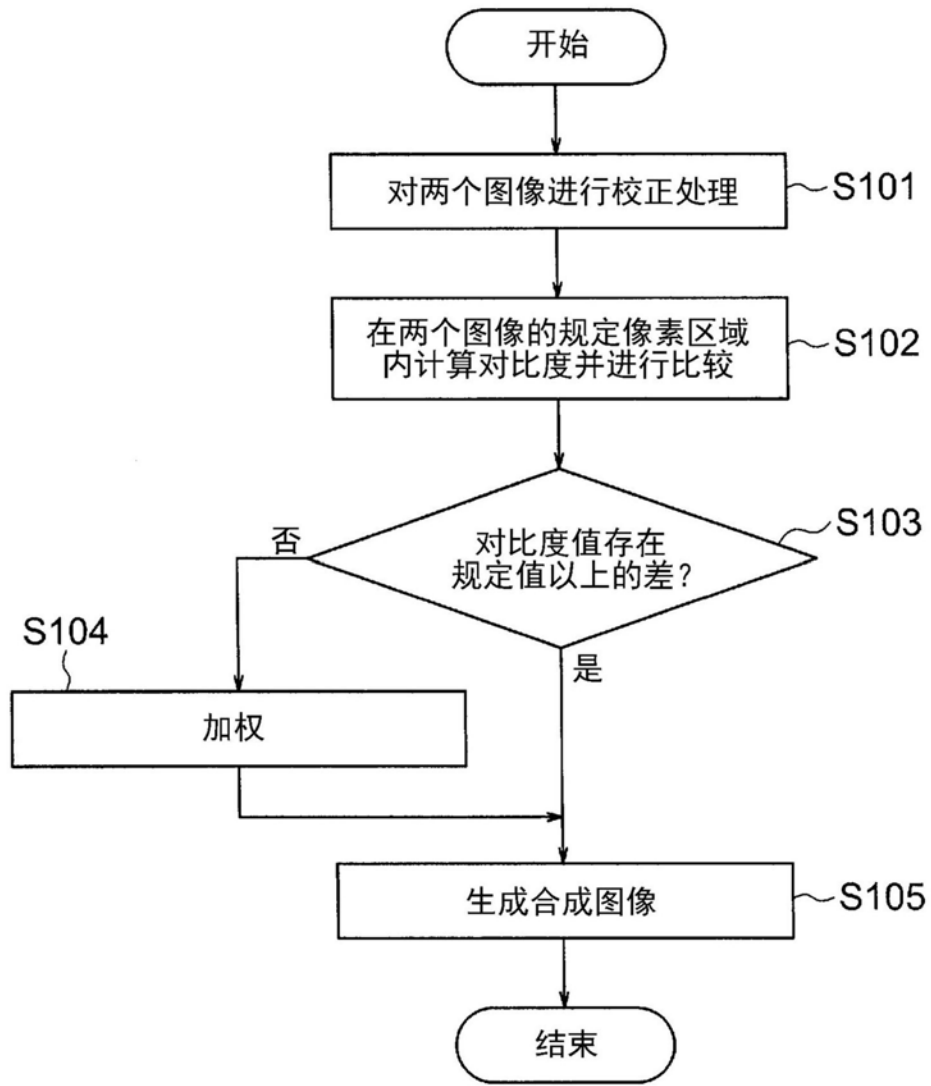 开始
对两个图像进行校正处理
S101
在两个图像的规定像素区域
内计算对比度并进行比较
S102
对比度值存在
规定值以上的差?
S103
否
是
S104
加权
生成合成图像
S105
结束